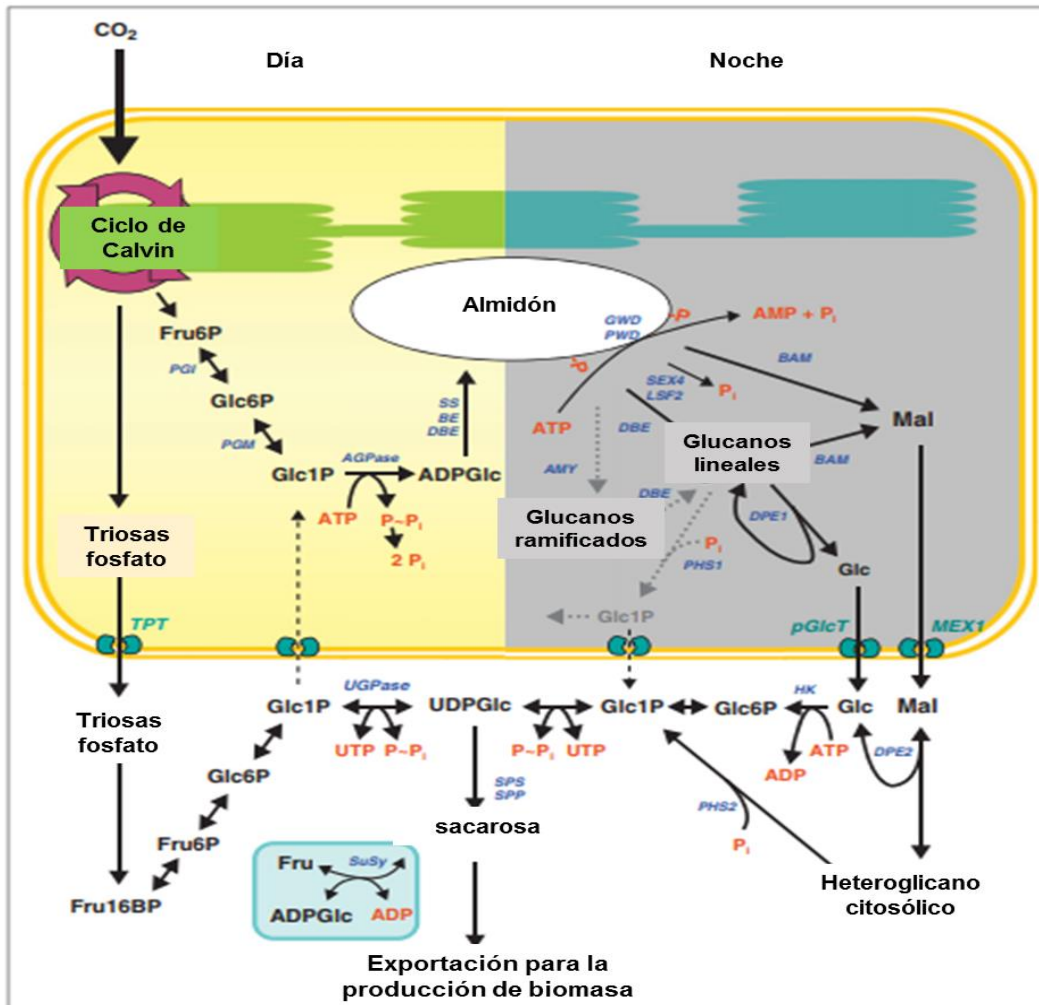 CO2
Día
Noche
Ciclo de
Calvin
Almidón
Fru6P
PGI
Glc6P
PGM
Glc1P
AGPase
ADPGlc
ATP
P~Pi
2 Pi
SS
BE
DBE
GWD
PWD
~P
~P
AMP + Pi
BAM
SEX4
LSF2
Pi
ATP
DBE
Mal
Glucanos
lineales
BAM
AMY
DBE
Glucanos
ramificados
DPE1
Pi
PHS1
Glc
Glc1P
Triosas
fosfato
TPT
pGlcT
MEX1
Triosas
fosfato
Glc1P
UGPase
UDPGlc
Glc1P
Glc6P
HK
Glc
Mal
UTP
P~Pi
P~Pi
UTP
ATP
ADP
DPE2
Glc6P
SPS
SPP
PHS2
Pi
sacarosa
Fru6P
Fru
SuSy
ADPGlc
ADP
Fru16BP
Heteroglicano
citosólico
Exportación para la
producción de biomasa